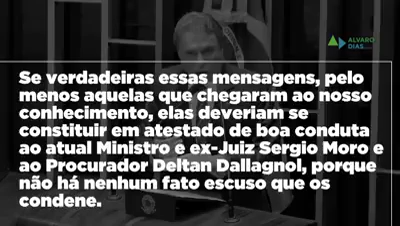 ALVARO
DIAS
Se verdadeiras essas mensagens, pelo
menos aquelas que chegaram ao nosso
conhecimento, elas deveriam se
constituir em atestado de boa conduta
ao atual Ministro e ex-Juiz Sergio Moro e
ao Procurador Deltan Dallagnol, porque
não há nenhum fato escuso que os
condene.